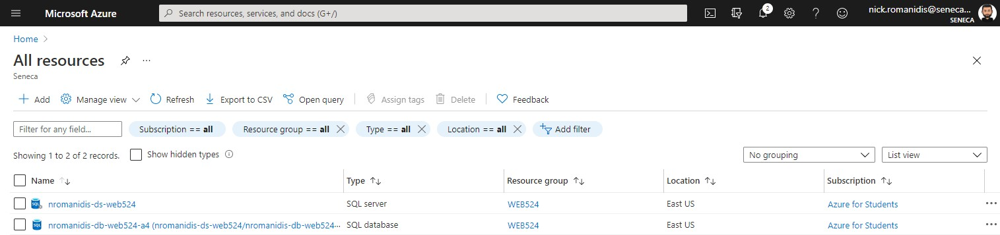 Microsoft Azure
Search resources, services, and docs (G+/)
2
nick.romanidis@seneca...
SENECA
Home
All resources
...
Seneca
Add Manage view Refresh Export to CSV Open query Assign tags Delete Feedback
Filter for any field... Subscription == all Resource group == all Type == all Location == all Add filter
Showing 1 to 2 of 2 records. Show hidden types No grouping List view
Name Type Resource group Location Subscription
SQL nromanidis-ds-web524 SQL server WEB524 East US Azure for Students ...
SQL nromanidis-db-web524-a4 (nromanidis-ds-web524/nromanidis-db-web524... SQL database WEB524 East US Azure for Students ...